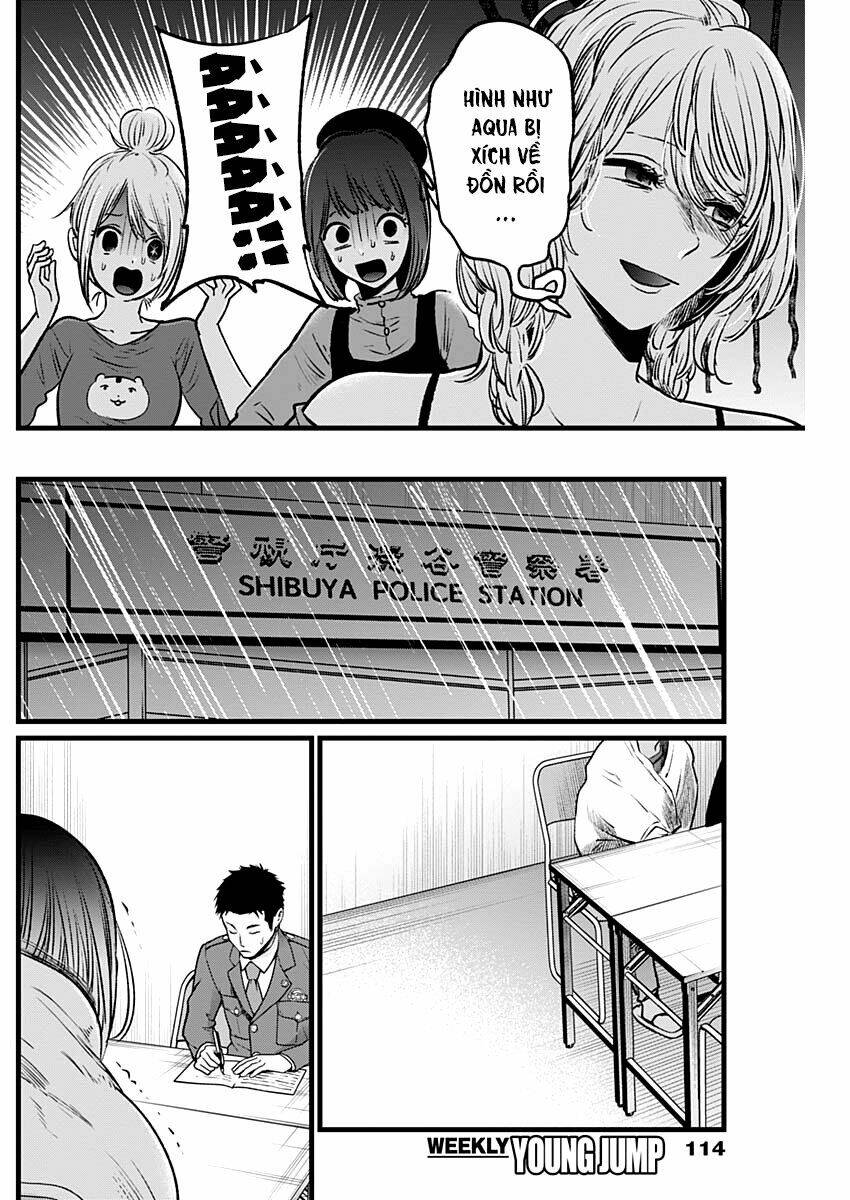 HÌNH NHƯ
AQUA BỊ
XÍCH VỀ
ĐỒN RỒI
...
ÁÁÁÁÁ!!
警視庁渋谷警察署
SHIBUYA POLICE STATION
WEEKLY YOUNG JUMP 114